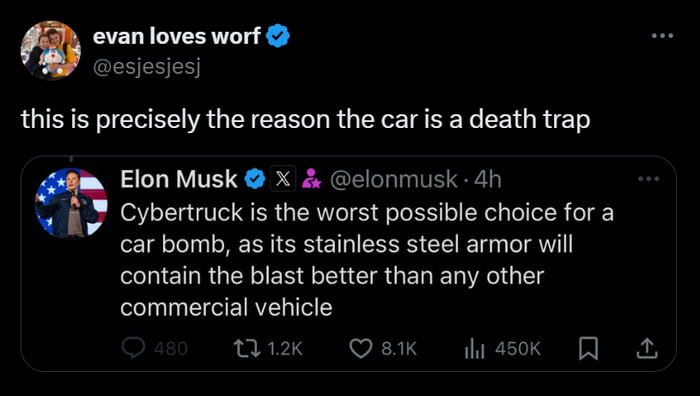 evan loves worf
@esjesjesj
this is precisely the reason the car is a death trap
Elon Musk X @elonmusk · 4h
Cybertruck is the worst possible choice for a
car bomb, as its stainless steel armor will
contain the blast better than any other
commercial vehicle
480 1.2K 8.1K 450K